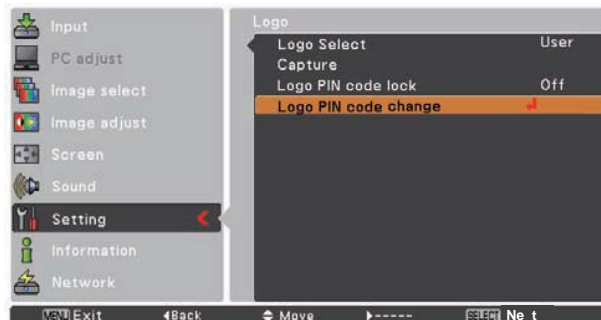 Input
PC adjust
Image select
Image adjust
Screen
Sound
Setting
Information
Network
Logo
Logo Select User
Capture
Logo PIN code lock Off
Logo PIN code change
MENU Exit ◀Back Move ▶----- SELECT Ne t